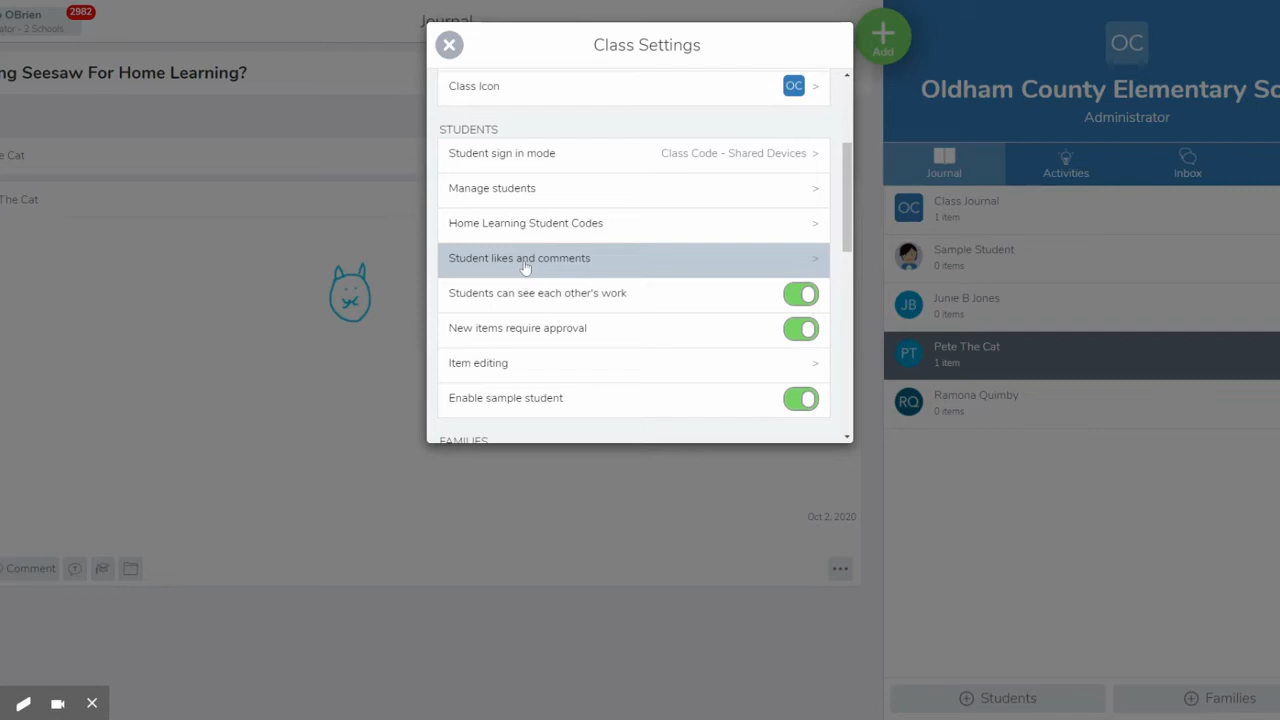 OBrien
2982
ator - 2 Schools
Journal
ng Seesaw For Home Learning?
e Cat
The Cat
Comment
Oct 2, 2020
Class Settings
Class Icon
OC >
STUDENTS
Student sign in mode
Class Code - Shared Devices >
Manage students >
Home Learning Student Codes >
Student likes and comments >
Students can see each other's work
New items require approval
Item editing >
Enable sample student
FAMILIES
Add
OC
Oldham County Elementary Sc
Administrator
Journal
Activities
Inbox
OC
Class Journal
1 item
Sample Student
0 items
JB
Junie B Jones
0 items
PT
Pete The Cat
1 item
RQ
Ramona Quimby
0 items
Students
Families